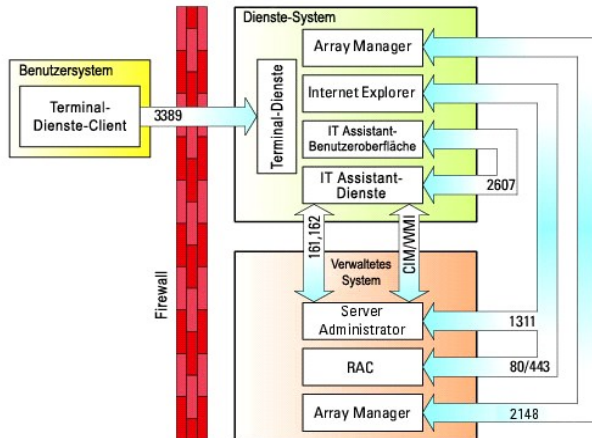 Dienste-System
Array Manager
Benutzersystem
Internet Explorer
Terminal-
Dienste-Client
3389
Terminal-Dienste
IT Assistant-
Benutzeroberfläche
IT Assistant-
Dienste
2607
161,162
CIM/WMI
Firewall
Verwaltetes
System
Server
Administrator
1311
RAC
80/443
Array Manager
2148